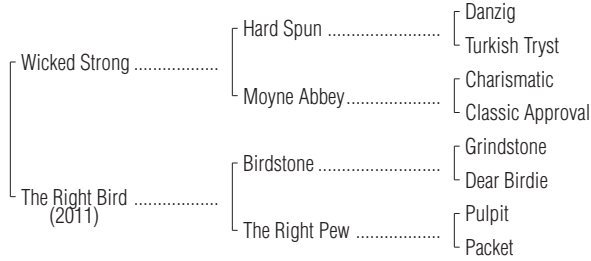 Danzig
Hard Spun .....................
Turkish Tryst
Wicked Strong ................
Charismatic
Moyne Abbey.................
Classic Approval
Grindstone
Birdstone ......................
Dear Birdie
The Right Bird ................
(2011)
Pulpit
The Right Pew ...............
Packet